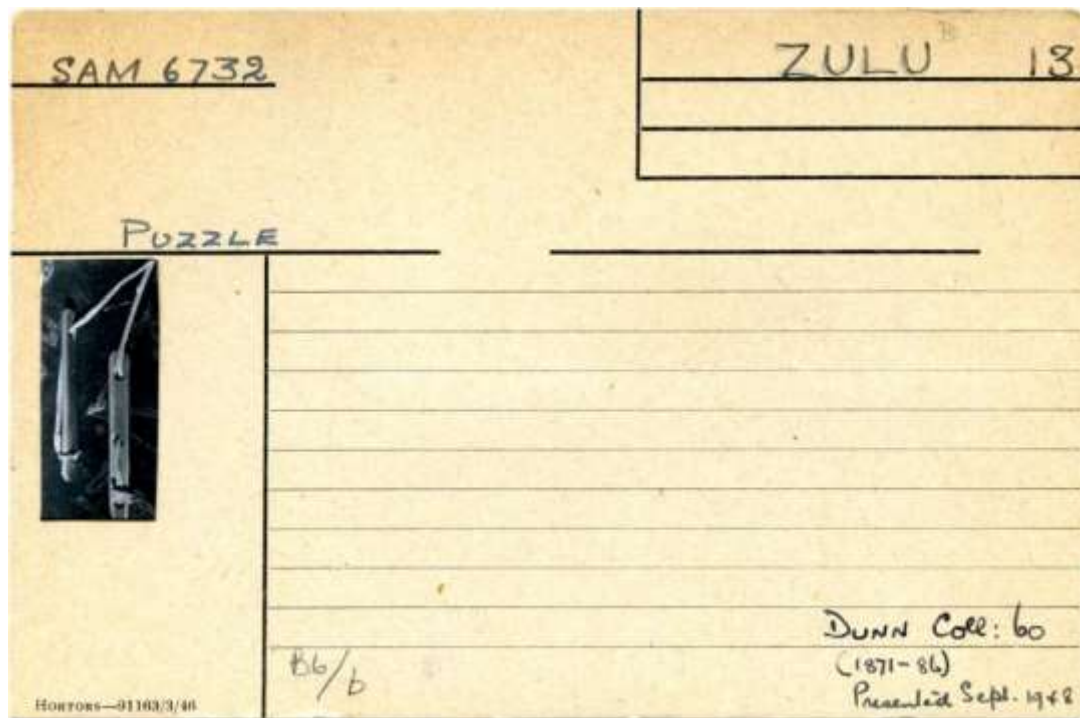 SAM 6732
ZULU 13
PUZZLE
DUNN Coll: 60
(1871-86)
Presented Sept. 1948
B6/b
HORTORS—91163/3/46